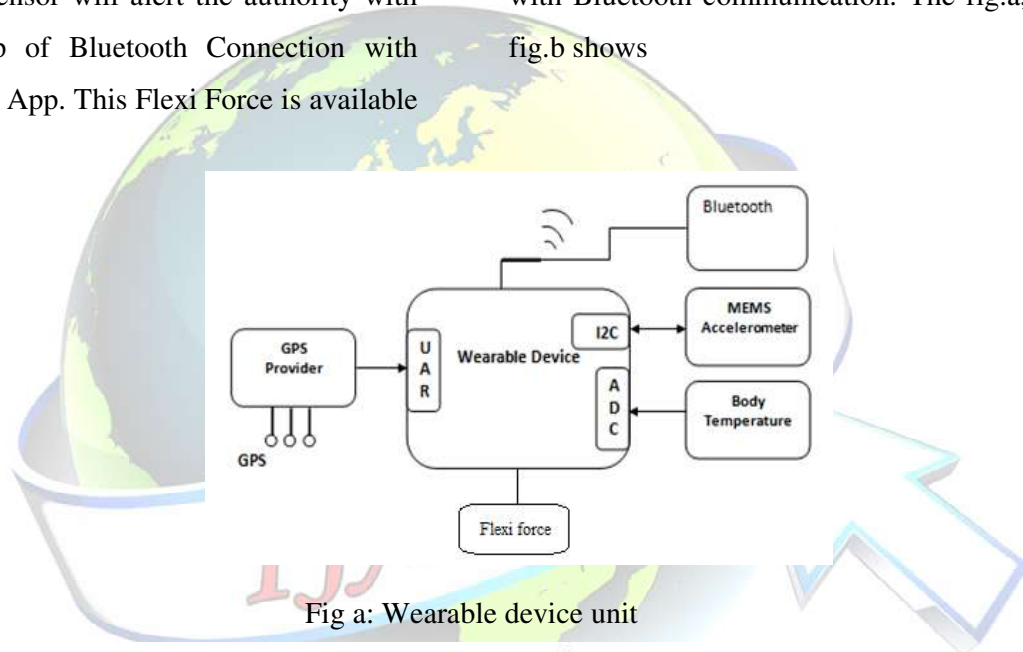 nsor will alert the authority with
of Bluetooth Connection with
App. This Flexi Force is available
with Bluetooth communication. The fig.a,
fig.b shows
Bluetooth
MEMS
Accelerometer
I2C
GPS
Provider
U
A
R
Wearable Device
A
D
C
Body
Temperature
GPS
Flexi force
Fig a: Wearable device unit